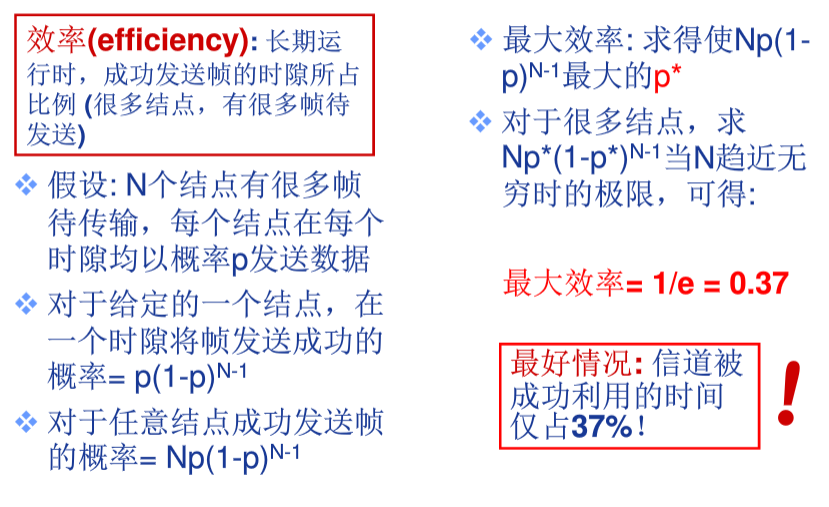 效率(efficiency): 长期运
行时，成功发送帧的时隙所占
比例 (很多结点，有很多帧待
发送)
❖ 假设: N个结点有很多帧
待传输，每个结点在每个
时隙均以概率p发送数据
❖ 对于给定的一个结点，在
一个时隙将帧发送成功的
概率= p(1-p)^N-1
❖ 对于任意结点成功发送帧
的概率= Np(1-p)^N-1
❖ 最大效率: 求得使Np(1-
p)^N-1最大的p*
❖ 对于很多结点，求
Np*(1-p*)^N-1当N趋近无
穷时的极限，可得:
最大效率= 1/e = 0.37
最好情况: 信道被
成功利用的时间
仅占37%！
!